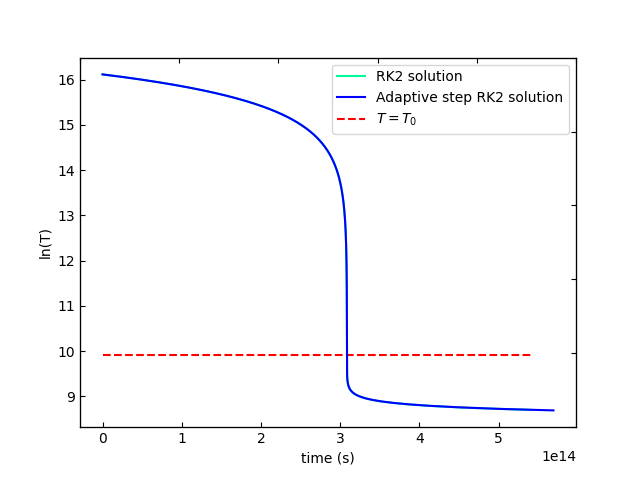 RK2 solution
Adaptive step RK2 solution
T = T₀
16
15
14
13
12
11
10
9
ln(T)
0 1 2 3 4 5
time (s)
1e14